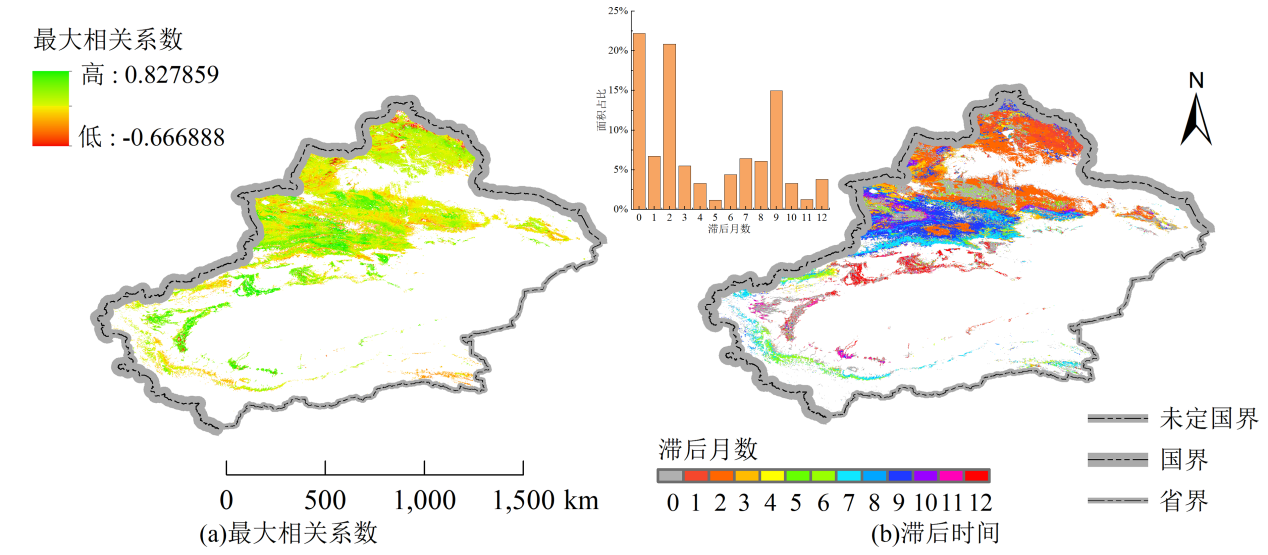 最大相关系数
高 : 0.827859
低 : -0.666888
25%
20%
15%
10%
5%
0%
面积占比
0 1 2 3 4 5 6 7 8 9 10 11 12
滞后月数
N
滞后月数
0 1 2 3 4 5 6 7 8 9 10 11 12
未定国界
国界
省界
0 500 1,000 1,500 km
(a)最大相关系数
(b)滞后时间